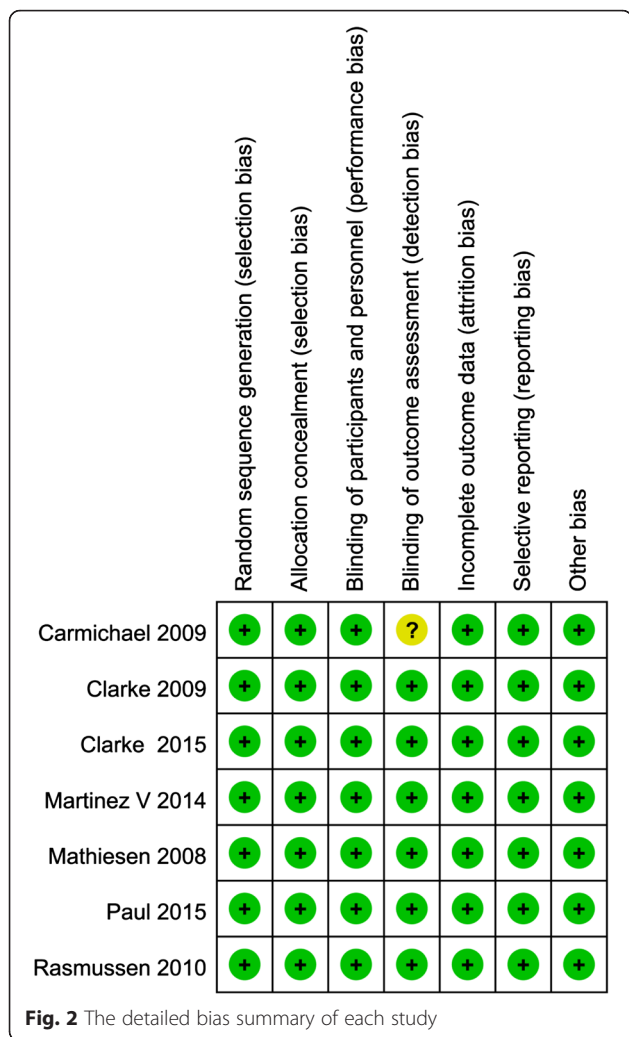 Random sequence generation (selection bias)
Allocation concealment (selection bias)
Blinding of participants and personnel (performance bias)
Blinding of outcome assessment (detection bias)
Incomplete outcome data (attrition bias)
Selective reporting (reporting bias)
Other bias
Carmichael 2009 + + + ? + + +
Clarke 2009 + + + + + + +
Clarke 2015 + + + + + + +
Martinez V 2014 + + + + + + +
Mathiesen 2008 + + + + + + +
Paul 2015 + + + + + + +
Rasmussen 2010 + + + + + + +
Fig. 2 The detailed bias summary of each study